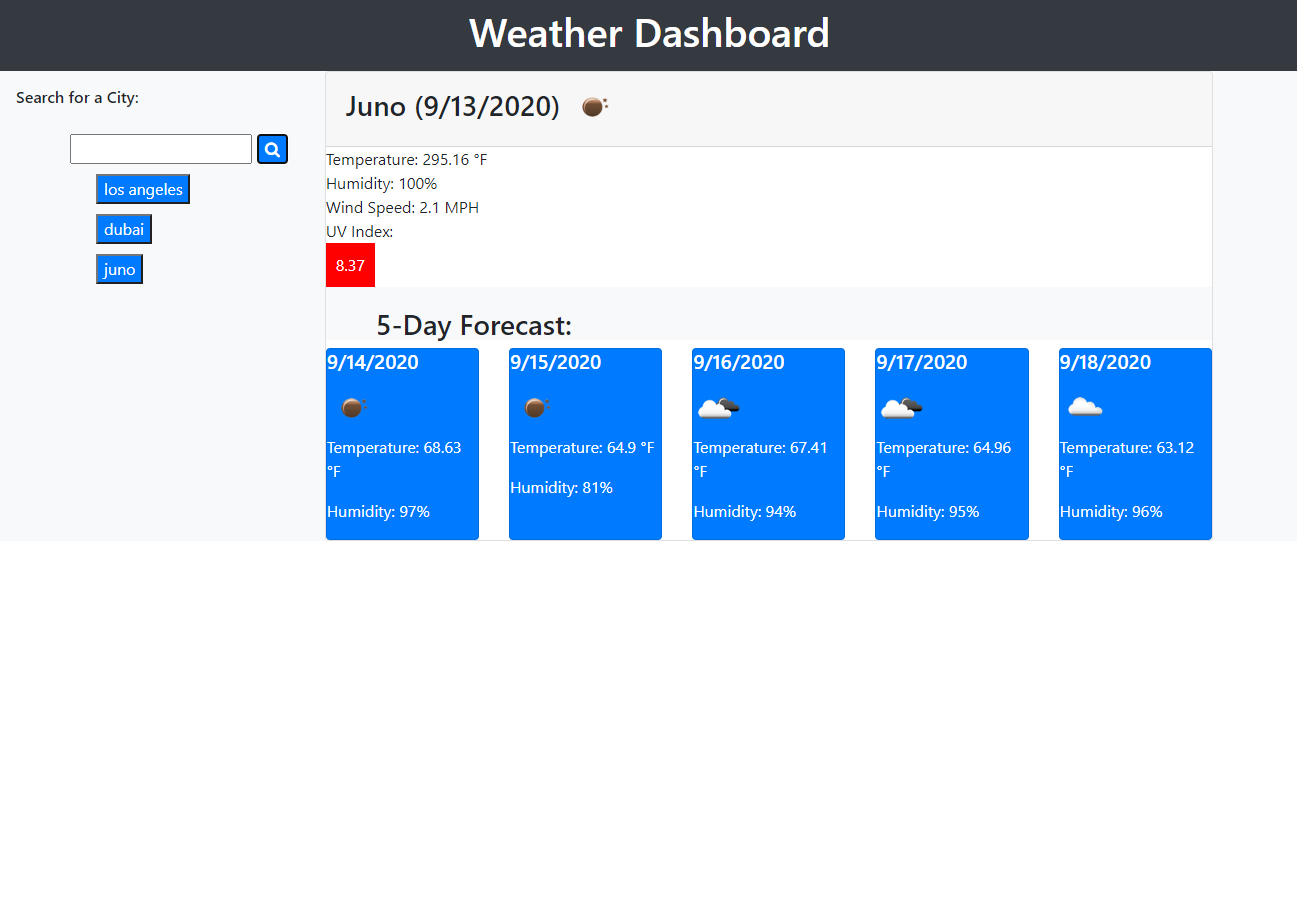 Weather Dashboard
Search for a City:
los angeles
dubai
juno
Juno (9/13/2020)
Temperature: 295.16 °F
Humidity: 100%
Wind Speed: 2.1 MPH
UV Index:
8.37
5-Day Forecast:
9/14/2020
Temperature: 68.63
°F
Humidity: 97%
9/15/2020
Temperature: 64.9 °F
Humidity: 81%
9/16/2020
Temperature: 67.41
°F
Humidity: 94%
9/17/2020
Temperature: 64.96
°F
Humidity: 95%
9/18/2020
Temperature: 63.12
°F
Humidity: 96%